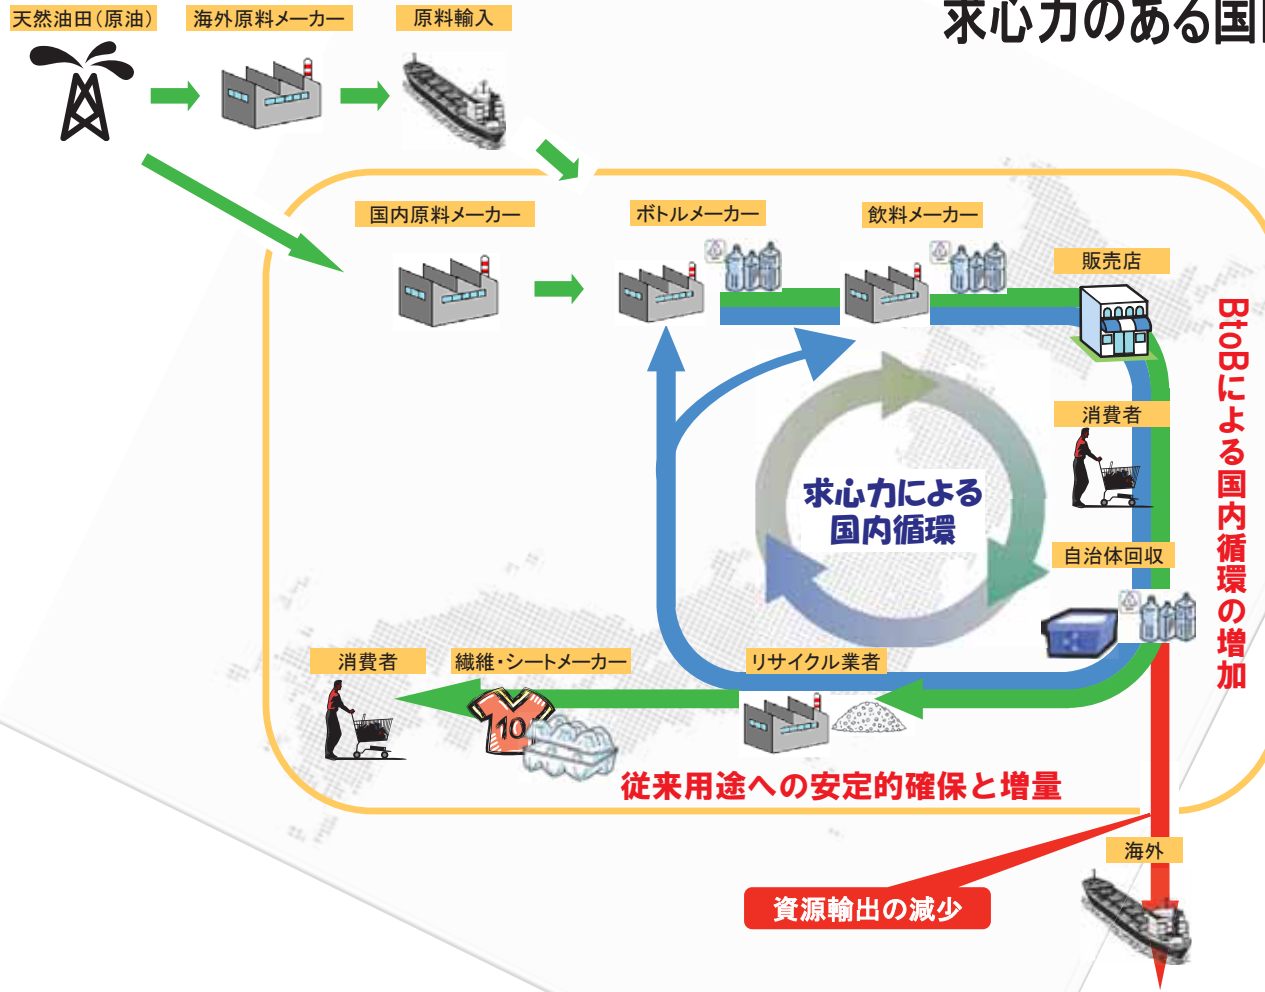 求心力のある国
天然油田(原油)
海外原料メーカー
原料輸入
国内原料メーカー
ボトルメーカー
飲料メーカー
販売店
消費者
自治体回収
BtoBによる国内循環の増加
求心力による
国内循環
消費者
繊維・シートメーカー
リサイクル業者
10
従来用途への安定的確保と増量
海外
資源輸出の減少